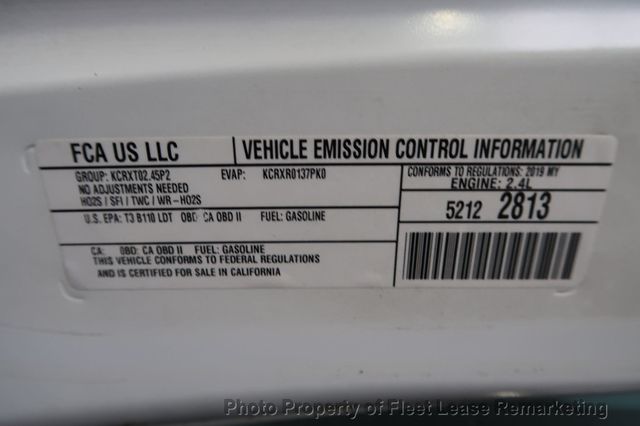 FCA US LLC
VEHICLE EMISSION CONTROL INFORMATION
GROUP: KCRXT02.45P2 EVAP: KCRXR0137PK0
NO ADJUSTMENTS NEEDED
HO2S / SFI / TWC / WR-HO2S
CONFORMS TO REGULATIONS: 2019 MY
ENGINE: 2.4L
U.S. EPA: T3 B110 LDT OBD: CA OBD II FUEL: GASOLINE
5212 2813
CA: OBD: CA OBD II FUEL: GASOLINE
THIS VEHICLE CONFORMS TO FEDERAL REGULATIONS
AND IS CERTIFIED FOR SALE IN CALIFORNIA
Photo Property of Fleet Lease Remarketing